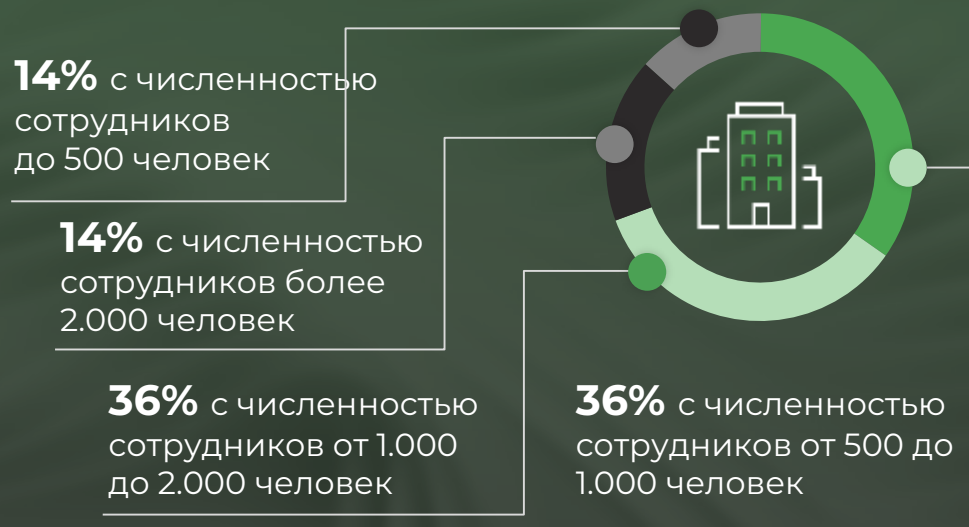 14% с численностью
сотрудников
до 500 человек
14% с численностью
сотрудников более
2.000 человек
36% с численностью
сотрудников от 1.000
до 2.000 человек
36% с численностью
сотрудников от 500 до
1.000 человек